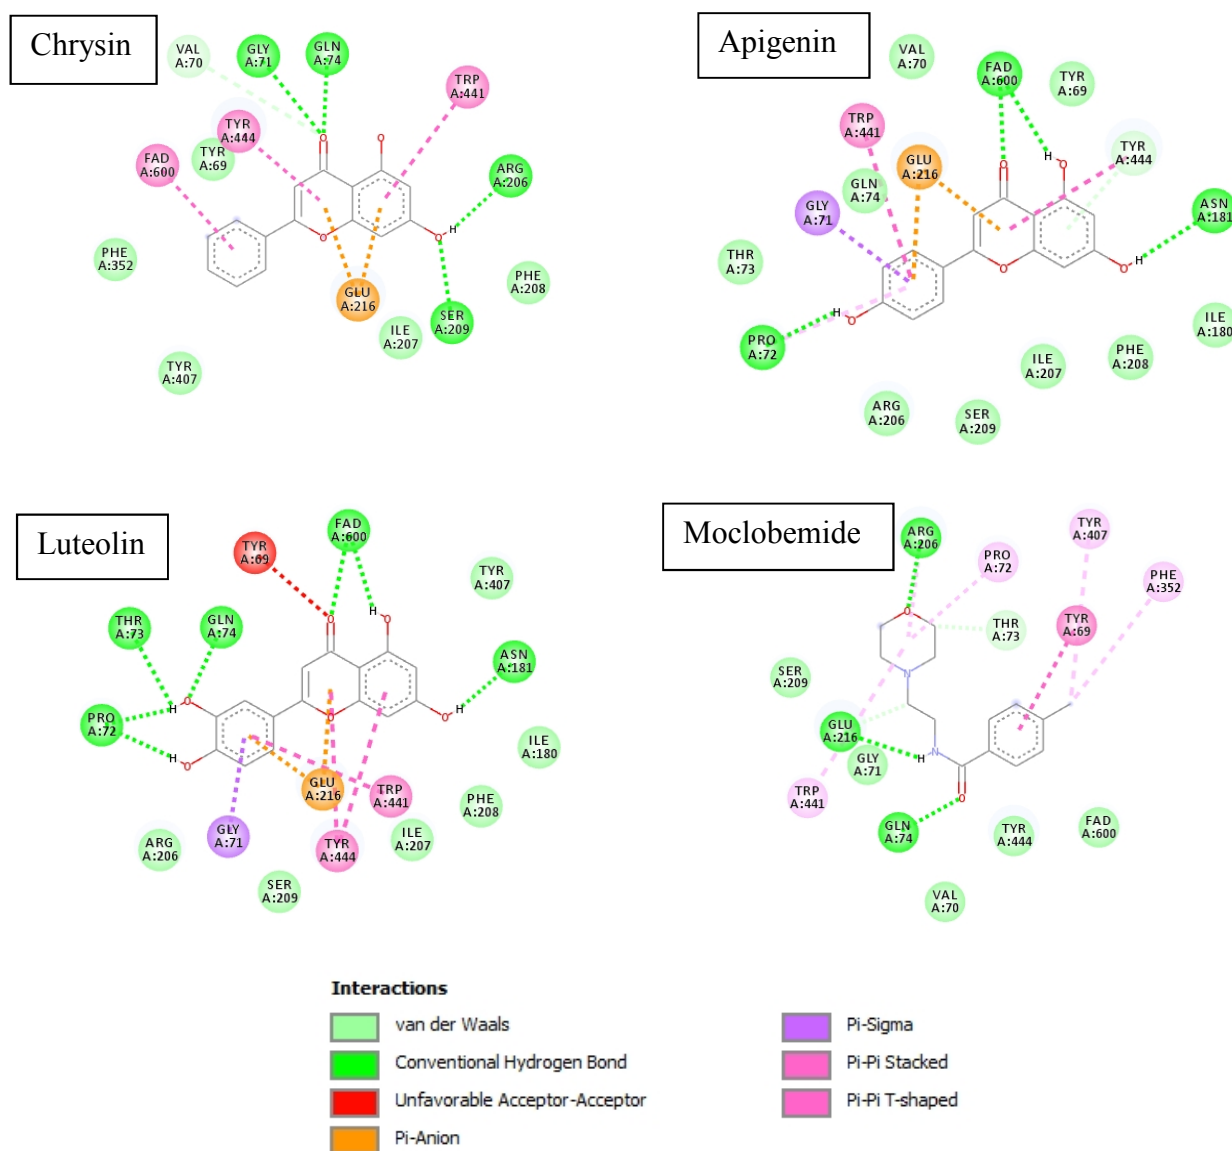 Chrysin
VAL
A:70
GLY
A:71
GLN
A:74
TRP
A:441
TYR
A:444
TYR
A:69
FAD
A:600
ARG
A:206
PHE
A:352
GLU
A:216
PHE
A:208
SER
A:209
ILE
A:207
TYR
A:407
O
O
O
H
Apigenin
VAL
A:70
FAD
A:600
TYR
A:69
TRP
A:441
GLU
A:216
TYR
A:444
GLN
A:74
GLY
A:71
ASN
A:181
THR
A:73
PRO
A:72
ILE
A:180
ILE
A:207
PHE
A:208
ARG
A:206
SER
A:209
H
O
O
O
H
O
H
O
Luteolin
FAD
A:600
TYR
A:69
TYR
A:407
THR
A:73
GLN
A:74
ASN
A:181
PRO
A:72
ILE
A:180
GLU
A:216
TRP
A:441
PHE
A:208
GLY
A:71
TYR
A:444
ILE
A:207
ARG
A:206
SER
A:209
H
O
O
O
H
O
H
O
H
O
Moclobemide
ARG
A:206
PRO
A:72
TYR
A:407
PHE
A:352
THR
A:73
TYR
A:69
SER
A:209
GLU
A:216
GLY
A:71
TRP
A:441
GLN
A:74
TYR
A:444
FAD
A:600
VAL
A:70
O
N
H
N
O
Interactions
van der Waals
Conventional Hydrogen Bond
Unfavorable Acceptor-Acceptor
Pi-Anion
Pi-Sigma
Pi-Pi Stacked
Pi-Pi T-shaped